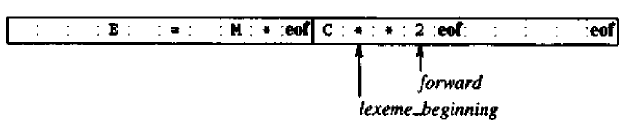 : : : E : : = : : M : * : eof C : * : * : 2 : eof : : : : : eof
forward
lexeme_beginning